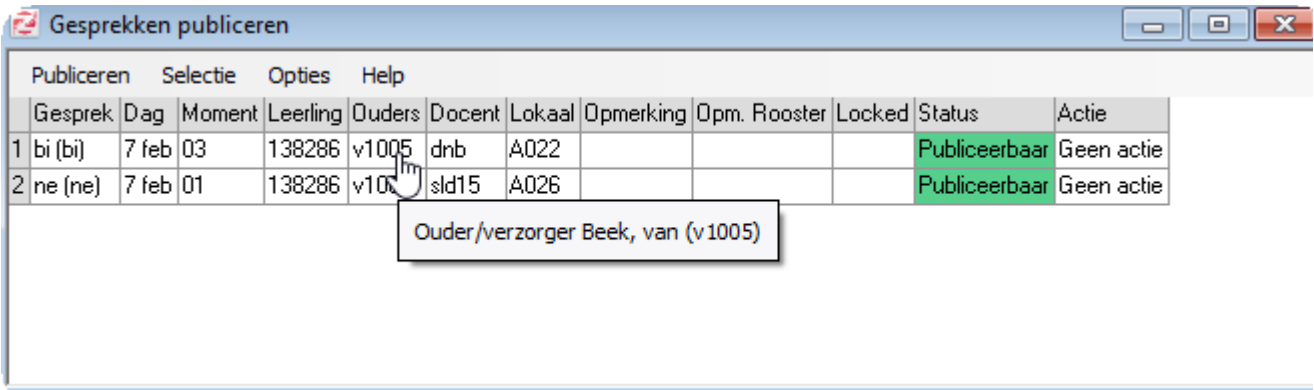 Gesprekken publiceren
Publiceren Selectie Opties Help
Gesprek Dag Moment Leerling Ouders Docent Lokaal Opmerking Opm. Rooster Locked Status Actie
1 bi (bi) 7 feb 03 138286 v1005 dnb A022 Publiceerbaar Geen actie
2 ne (ne) 7 feb 01 138286 sld15 A026 Publiceerbaar Geen actie
Ouder/verzorger Beek, van (v1005)